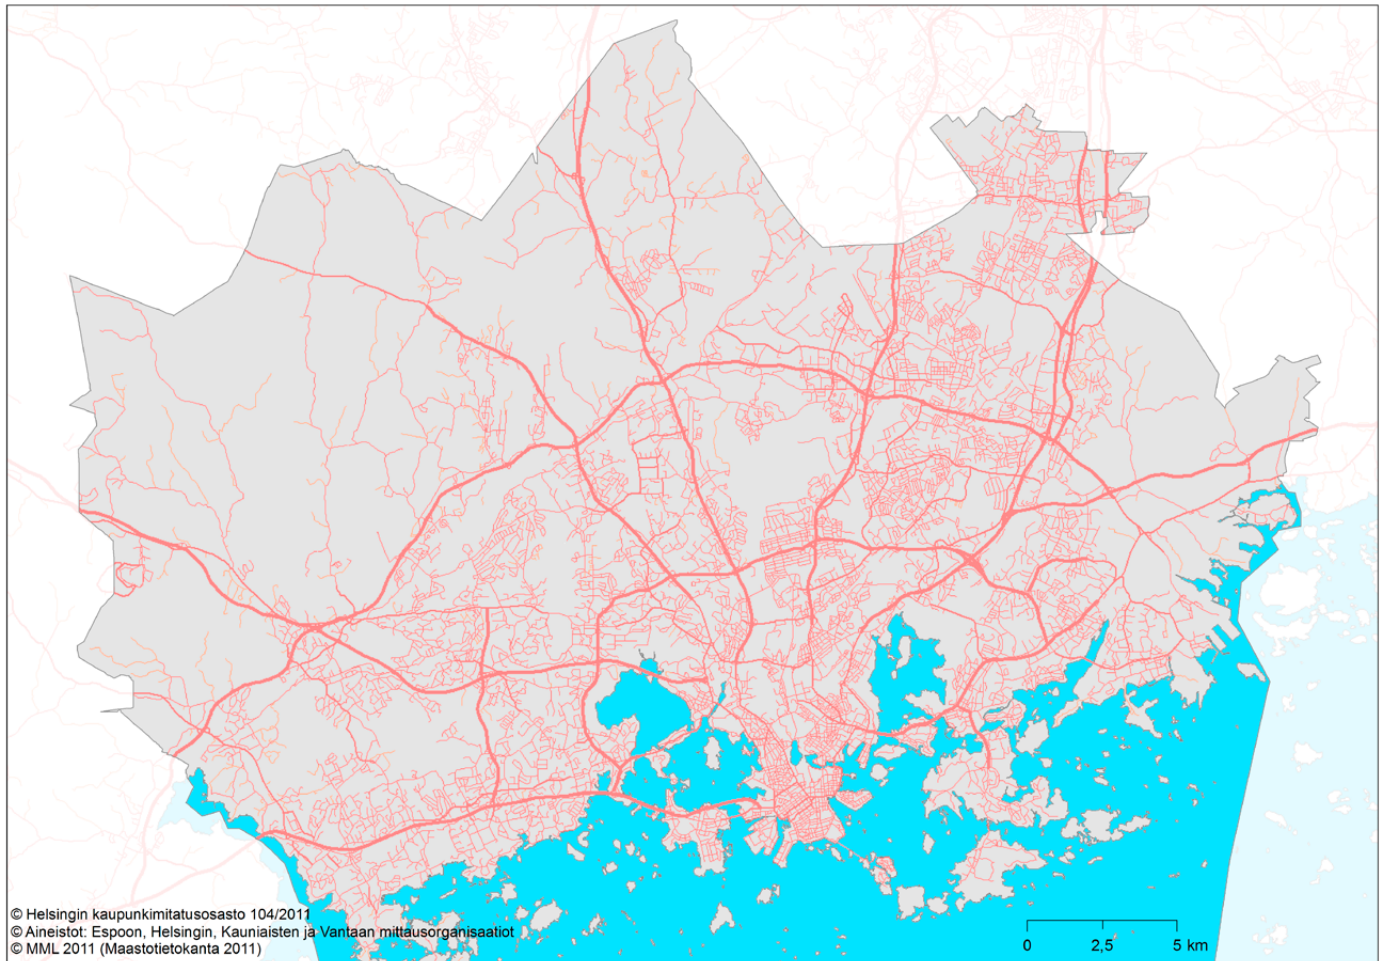 © Helsingin kaupunkimitatusosasto 104/2011
© Aineistot: Espoon, Helsingin, Kauniaisten ja Vantaan mittausorganisaatiot
© MML 2011 (Maastotietokanta 2011)
0 2,5 5 km